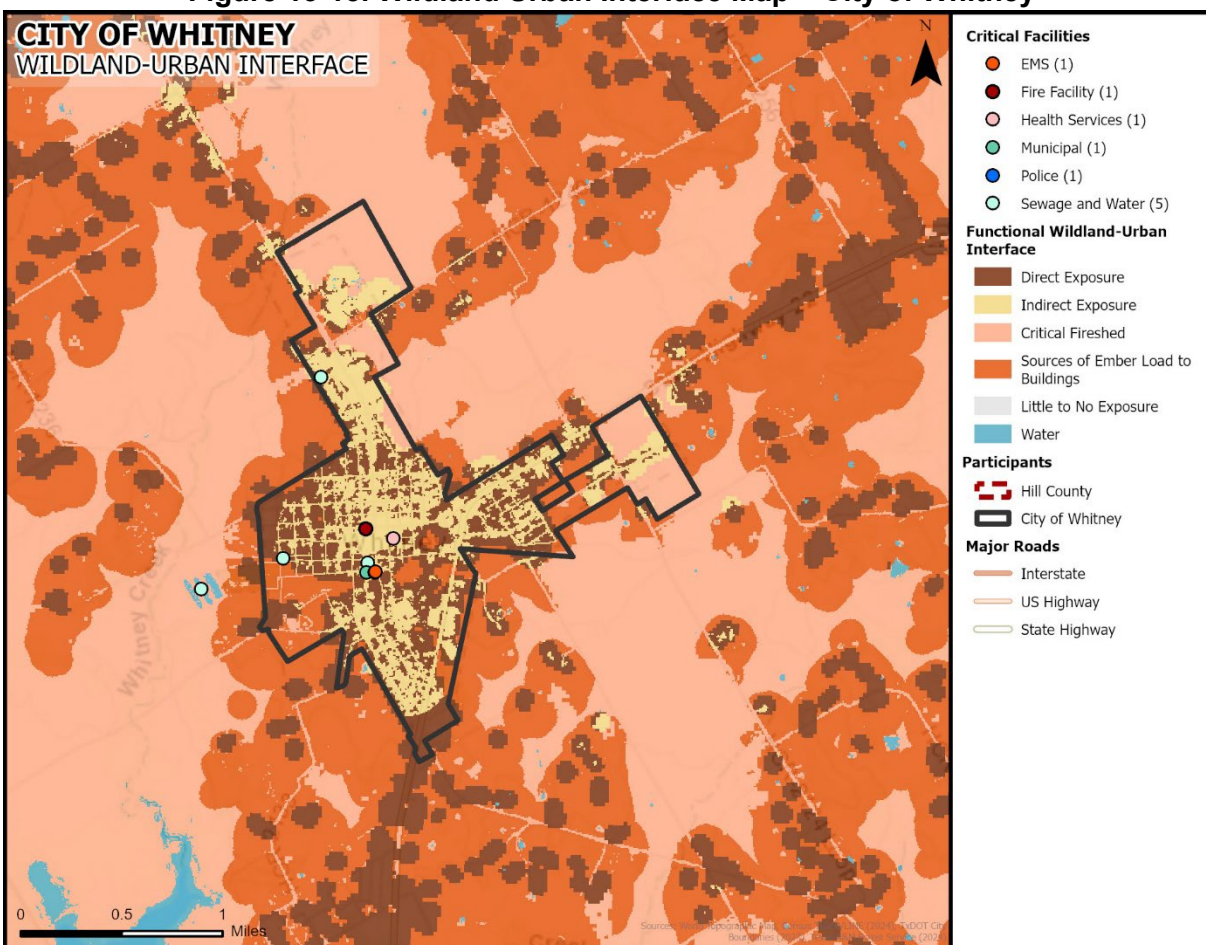 CITY OF WHITNEY
WILDLAND-URBAN INTERFACE
N
Whitney Creek
236
0 0.5 1
Miles
Critical Facilities
EMS (1)
Fire Facility (1)
Health Services (1)
Municipal (1)
Police (1)
Sewage and Water (5)
Functional Wildland-Urban
Interface
Direct Exposure
Indirect Exposure
Critical Fireshed
Sources of Ember Load to
Buildings
Little to No Exposure
Water
Participants
Hill County
City of Whitney
Major Roads
Interstate
US Highway
State Highway